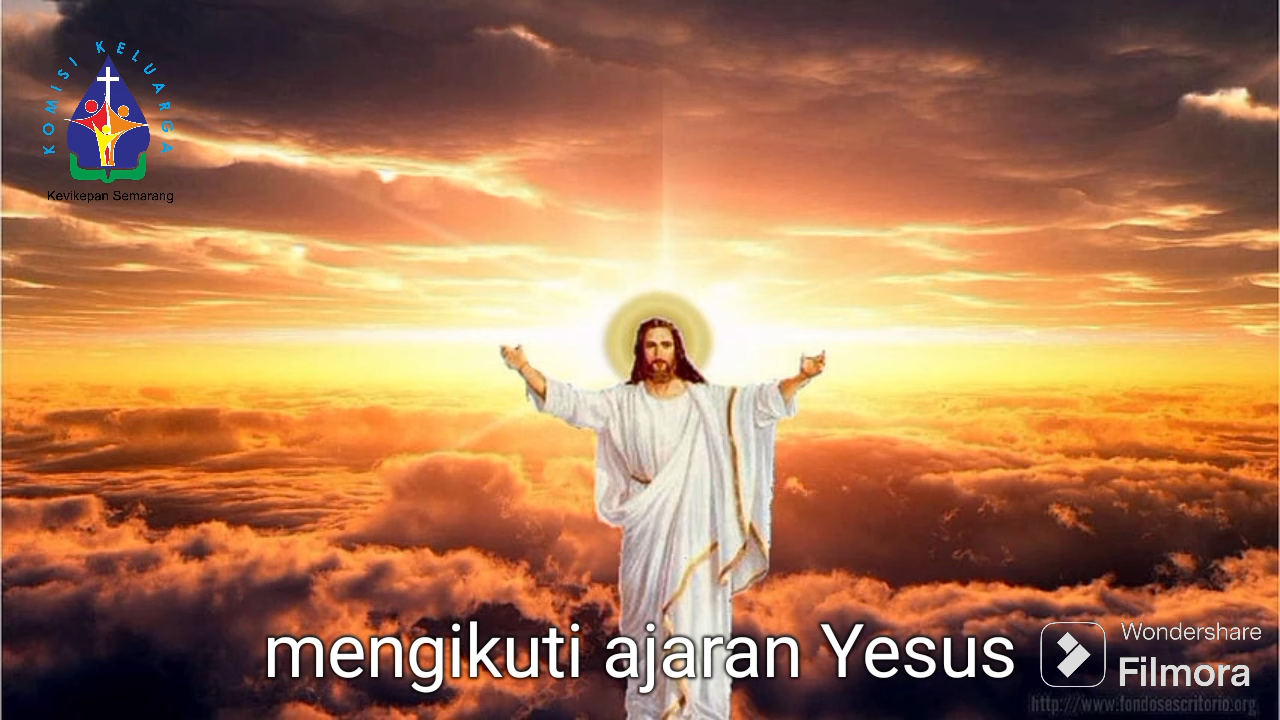 KOMISI KELUARGA
Kevikepan Semarang
mengikuti ajaran Yesus
Wondershare
Filmora
http://www.fondosescritorio.org